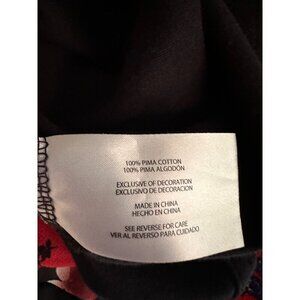 100% PIMA COTTON
100% PIMA ALGODÓN
EXCLUSIVE OF DECORATION
EXCLUSIVO DE DECORACION
MADE IN CHINA
HECHO EN CHINA
SEE REVERSE FOR CARE
VER AL REVERSO PARA CUIDADO